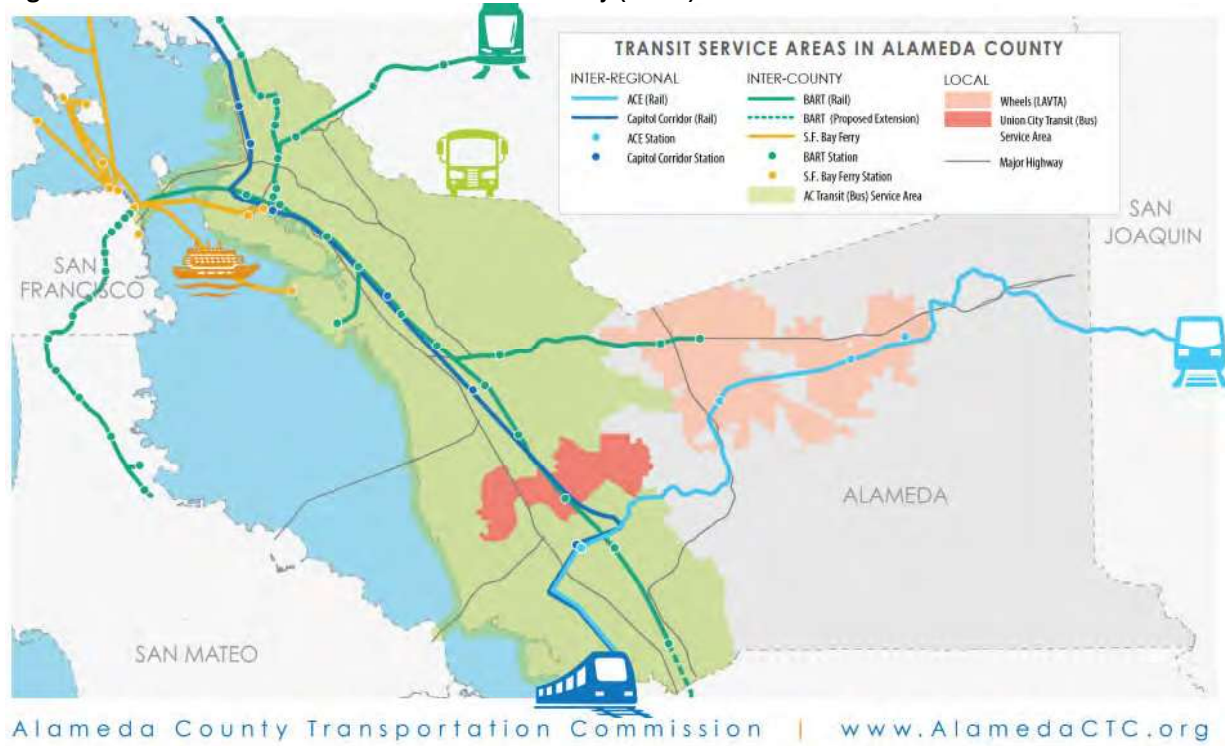 TRANSIT SERVICE AREAS IN ALAMEDA COUNTY
INTER-REGIONAL
ACE (Rail)
Capitol Corridor (Rail)
ACE Station
Capitol Corridor Station
INTER-COUNTY
BART (Rail)
BART (Proposed Extension)
S.F. Bay Ferry
BART Station
S.F. Bay Ferry Station
AC Transit (Bus) Service Area
LOCAL
Wheels (LAVTA)
Union City Transit (Bus)
Service Area
Major Highway
SAN
JOAQUIN
SAN
FRANCISCO
ALAMEDA
SAN MATEO
Alameda County Transportation Commission | www.AlamedaCTC.org